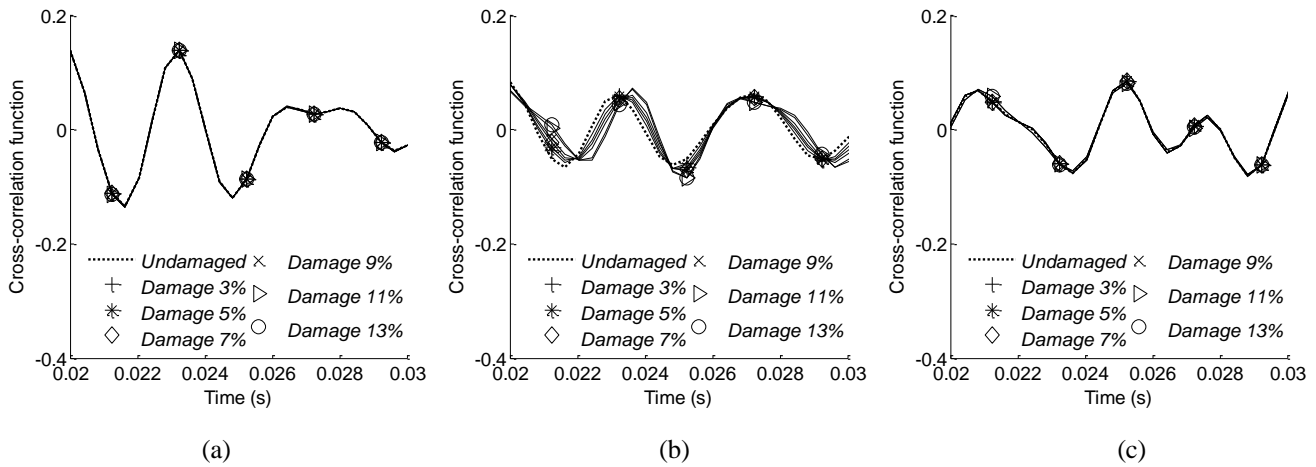 0.2
0
-0.2
-0.4
Cross-correlation function
0.02 0.022 0.024 0.026 0.028 0.03
Time (s)
Undamaged
Damage 3%
Damage 5%
Damage 7%
Damage 9%
Damage 11%
Damage 13%
(a)
0.2
0
-0.2
-0.4
Cross-correlation function
0.02 0.022 0.024 0.026 0.028 0.03
Time (s)
Undamaged
Damage 3%
Damage 5%
Damage 7%
Damage 9%
Damage 11%
Damage 13%
(b)
0.2
0
-0.2
-0.4
Cross-correlation function
0.02 0.022 0.024 0.026 0.028 0.03
Time (s)
Undamaged
Damage 3%
Damage 5%
Damage 7%
Damage 9%
Damage 11%
Damage 13%
(c)